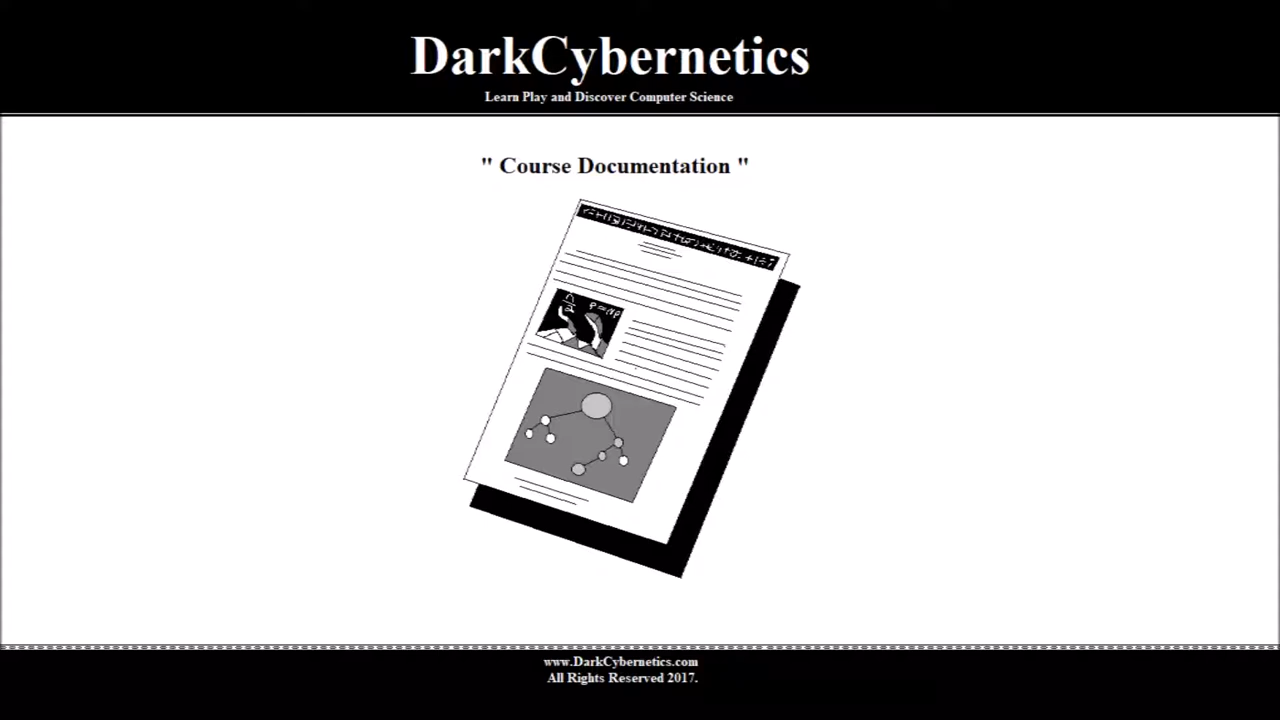 DarkCybernetics
Learn Play and Discover Computer Science
" Course Documentation "
www.DarkCybernetics.com
All Rights Reserved 2017.